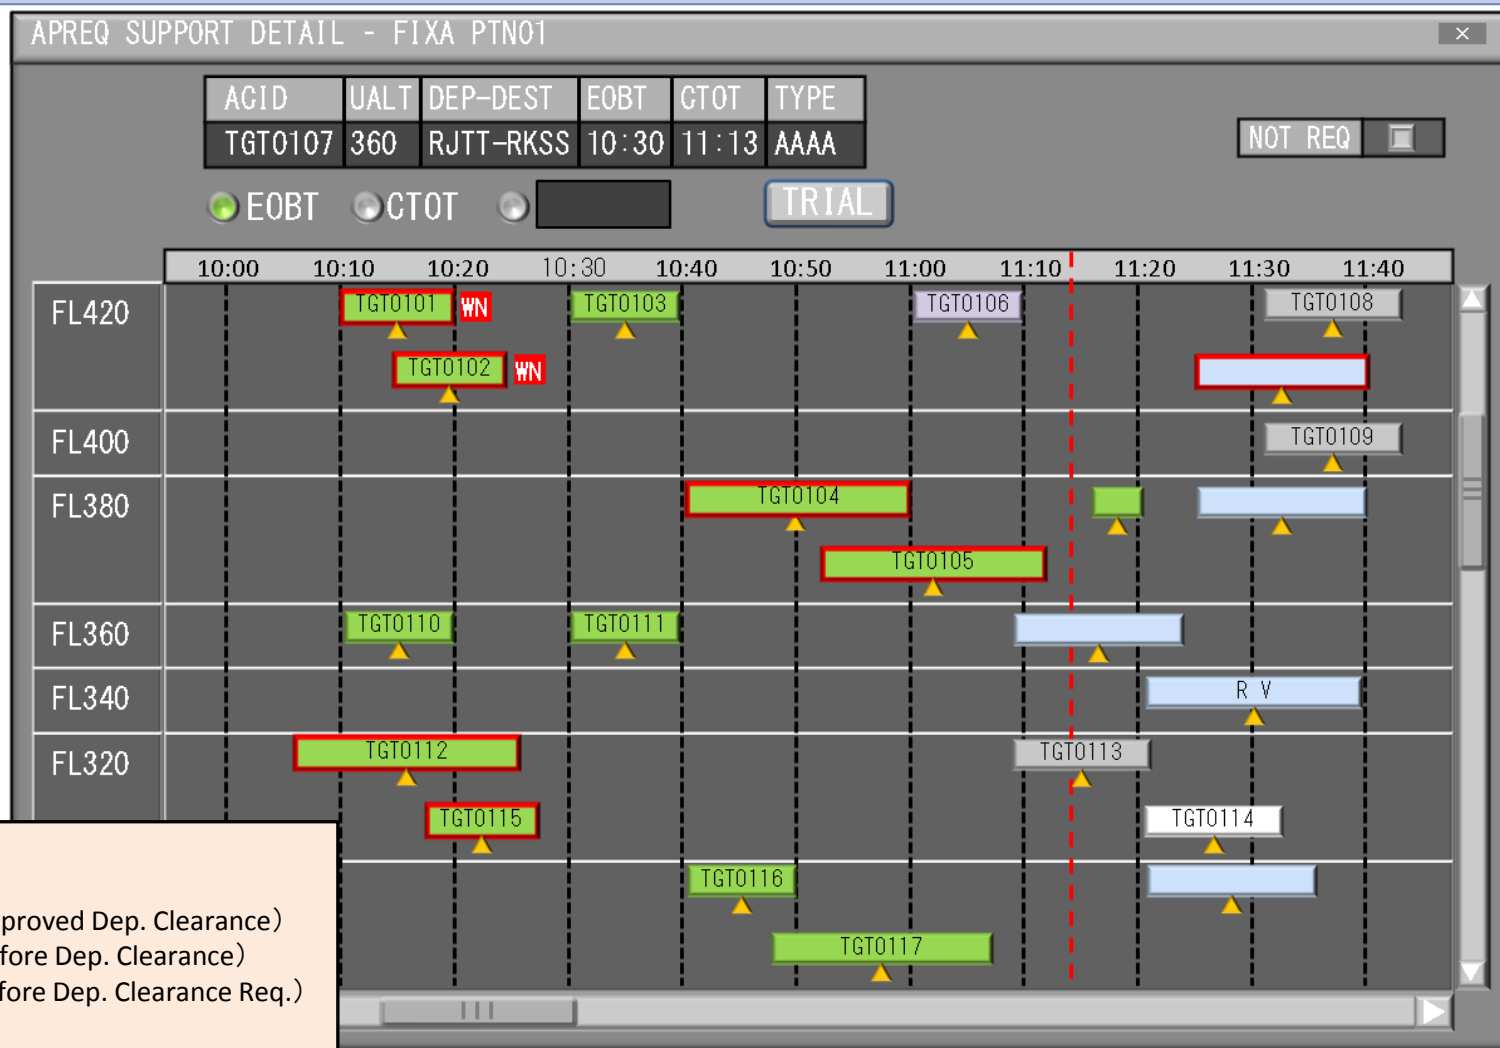 APREQ SUPPORT DETAIL - FIXA PTN01
ACID UALT DEP-DEST EOBT CTOT TYPE
TGT0107 360 RJTT-RKSS 10:30 11:13 AAAA
NOT REQ
EOBT CTOT TRIAL
10:00 10:10 10:20 10:30 10:40 10:50 11:00 11:10 11:20 11:30 11:40
FL420 TGT0101 WN TGT0103 TGT0106 TGT0108
TGT0102 WN
FL400 TGT0109
FL380 TGT0104
TGT0105
FL360 TGT0110 TGT0111
FL340 R V
FL320 TGT0112 TGT0113
TGT0115 TGT0114
TGT0116
TGT0117
proved Dep. Clearance）
fore Dep. Clearance）
fore Dep. Clearance Req.）